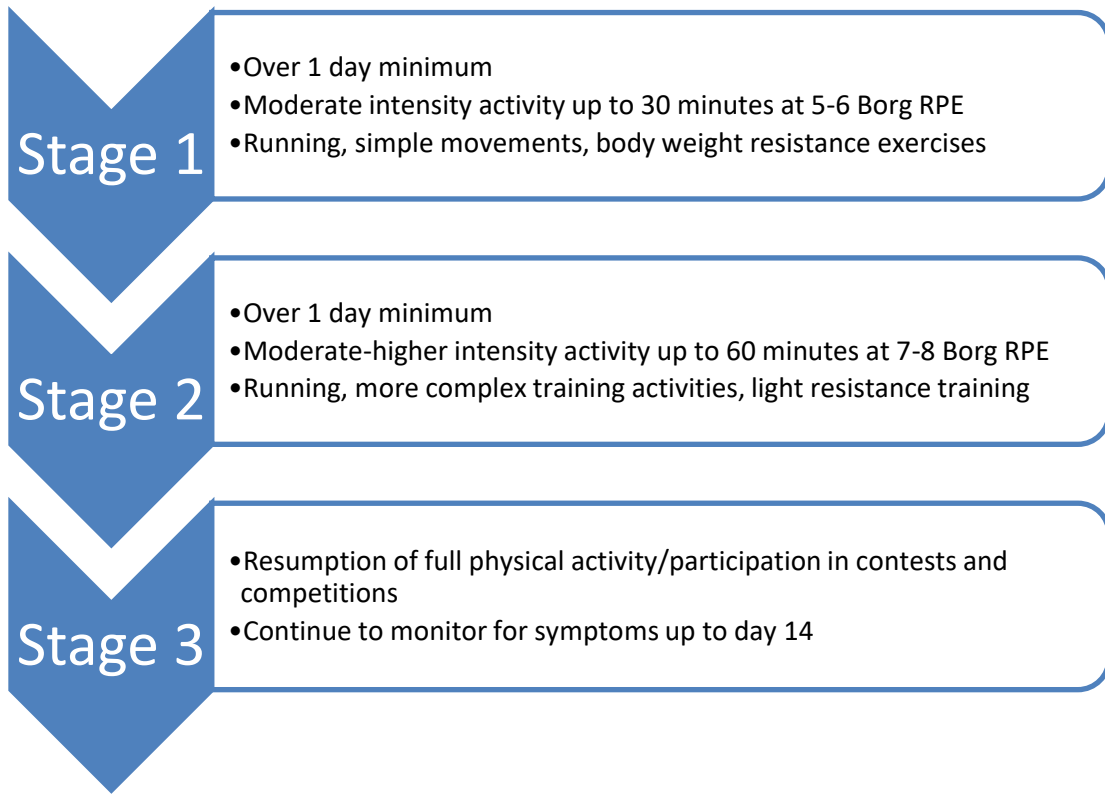 Stage 1
•Over 1 day minimum
•Moderate intensity activity up to 30 minutes at 5-6 Borg RPE
•Running, simple movements, body weight resistance exercises
Stage 2
•Over 1 day minimum
•Moderate-higher intensity activity up to 60 minutes at 7-8 Borg RPE
•Running, more complex training activities, light resistance training
Stage 3
•Resumption of full physical activity/participation in contests and
competitions
•Continue to monitor for symptoms up to day 14